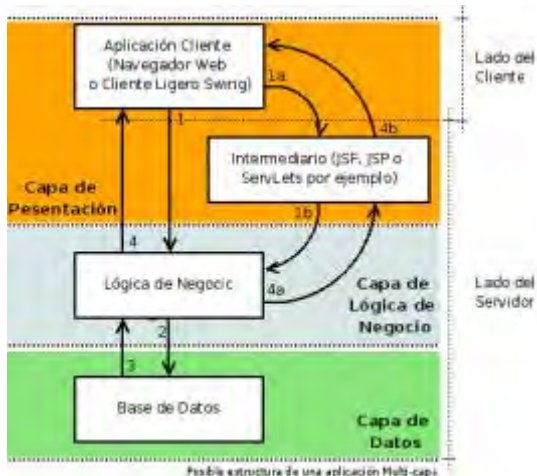 Aplicación Cliente
(Navegador Web
o Cliente Ligero Swing)
Lado del
Cliente
1a
1
4b
Intermediario (JSF, JSP o
ServLets por ejemplo)
Capa de
Pesentación
1b
4
Lógica de Negocic
4a
Capa de
Lógica de
Negocio
Lado del
Servidor
2
3
Base de Datos
Capa de
Datos
Posible estructura de una aplicación Multi-capa